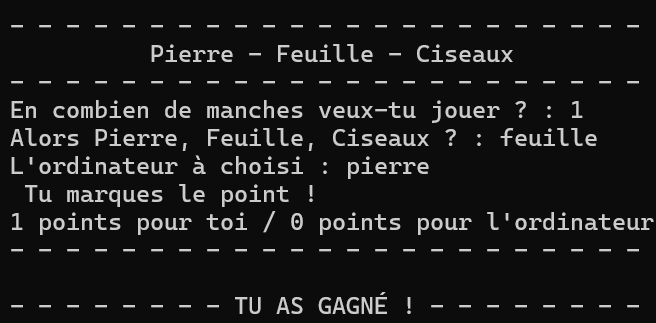 - - - - - - - - - - - - - - - - - - - - - - -
Pierre - Feuille - Ciseaux
- - - - - - - - - - - - - - - - - - - - - - -
En combien de manches veux-tu jouer ? : 1
Alors Pierre, Feuille, Ciseaux ? : feuille
L'ordinateur à choisi : pierre
Tu marques le point !
1 points pour toi / 0 points pour l'ordinateur
- - - - - - - - - - - - - - - - - - - - - - -
- - - - - - - - TU AS GAGNÉ ! - - - - - - - -